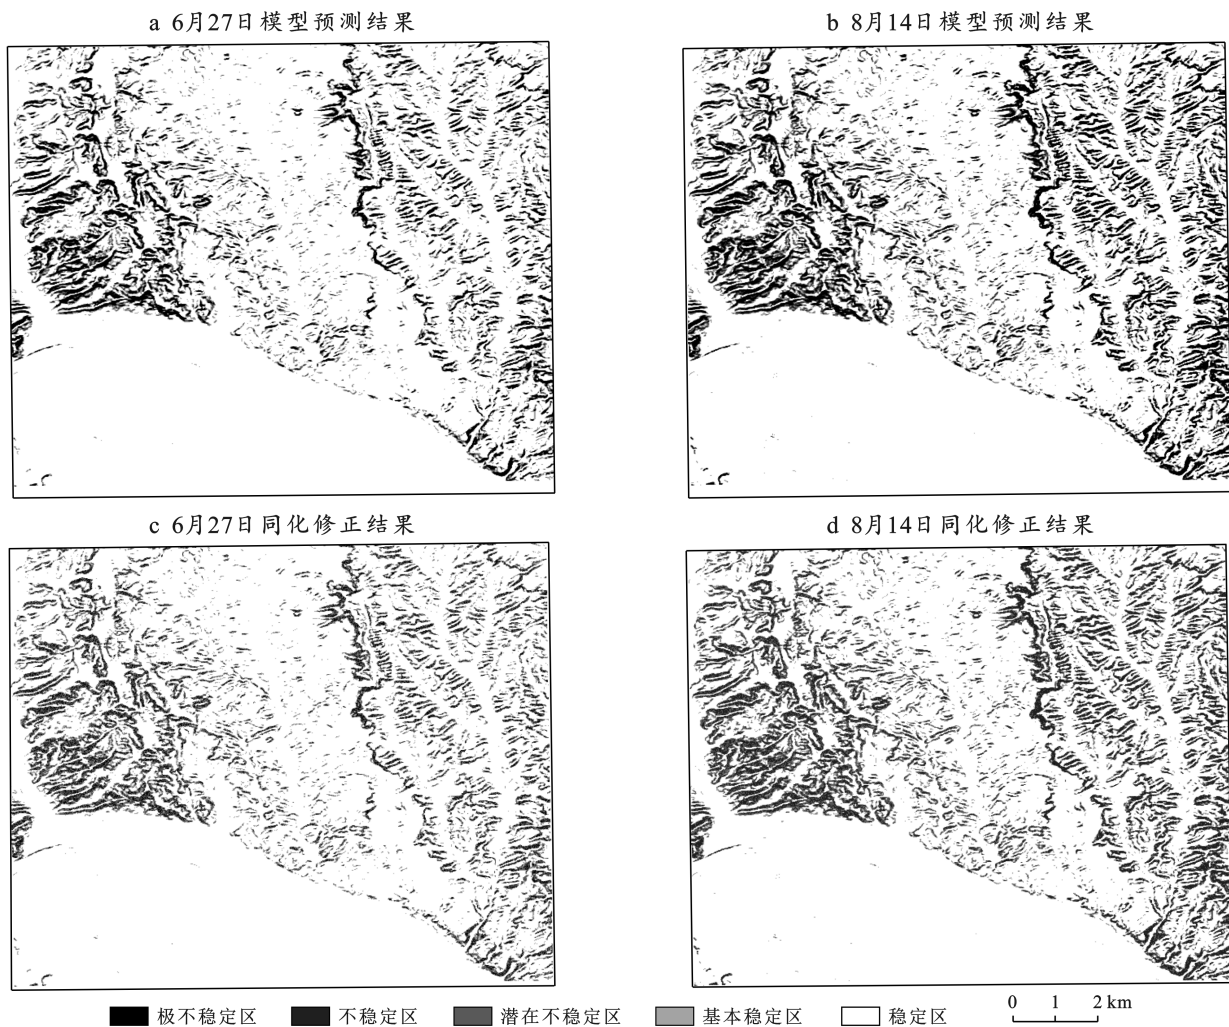 a 6月27日模型预测结果
b 8月14日模型预测结果
c 6月27日同化修正结果
d 8月14日同化修正结果
极不稳定区 不稳定区 潜在不稳定区 基本稳定区 稳定区
0 1 2 km